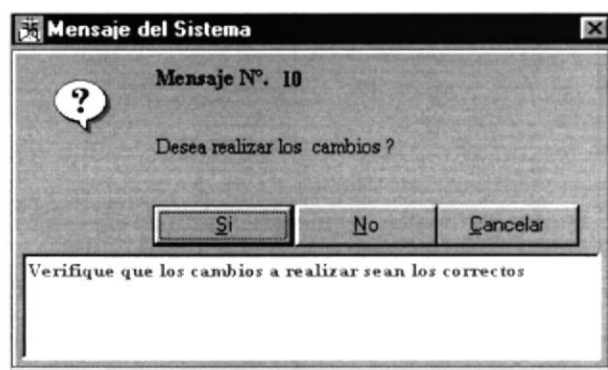 Mensaje del Sistema
Mensaje Nº. 10
?
Desea realizar los cambios ?
Si No Cancelar
Verifique que los cambios a realizar sean los correctos